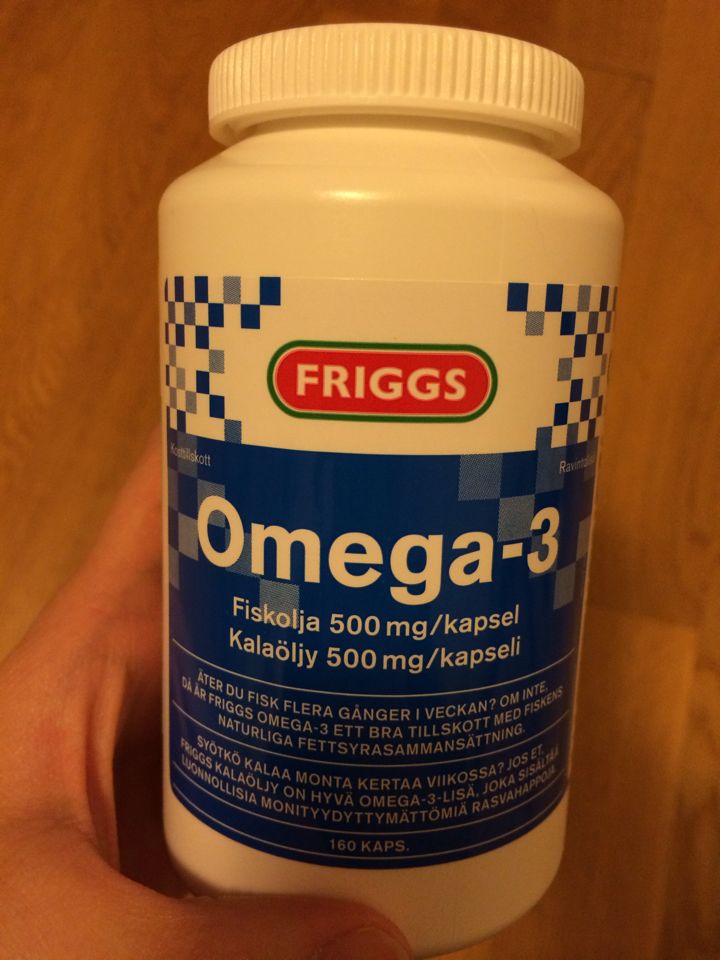 FRIGGS
Kosttillskott
Omega-3
Fiskolja 500 mg/kapsel
Kalaöljy 500 mg/kapseli
ÄTER DU FISK FLERA GÅNGER I VECKAN? OM INTE,
DÅ ÄR FRIGGS OMEGA-3 ETT BRA TILLSKOTT MED FISKENS
NATURLIGA FETTSYRASAMMANSÄTTNING.
SYÖTKÖ KALAA MONTA KERTAA VIIKOSSA? JOS ET,
FRIGGS KALAÖLJY ON HYVÄ OMEGA-3-LISÄ, JOKA SISÄLTÄÄ
LUONNOLLISIA MONITYYDYTTYMÄTTÖMIÄ RASVAHAPPOJA.
160 KAPS.